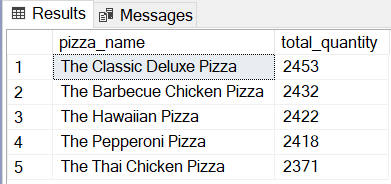 Results Messages
pizza_name total_quantity
1 The Classic Deluxe Pizza 2453
2 The Barbecue Chicken Pizza 2432
3 The Hawaiian Pizza 2422
4 The Pepperoni Pizza 2418
5 The Thai Chicken Pizza 2371